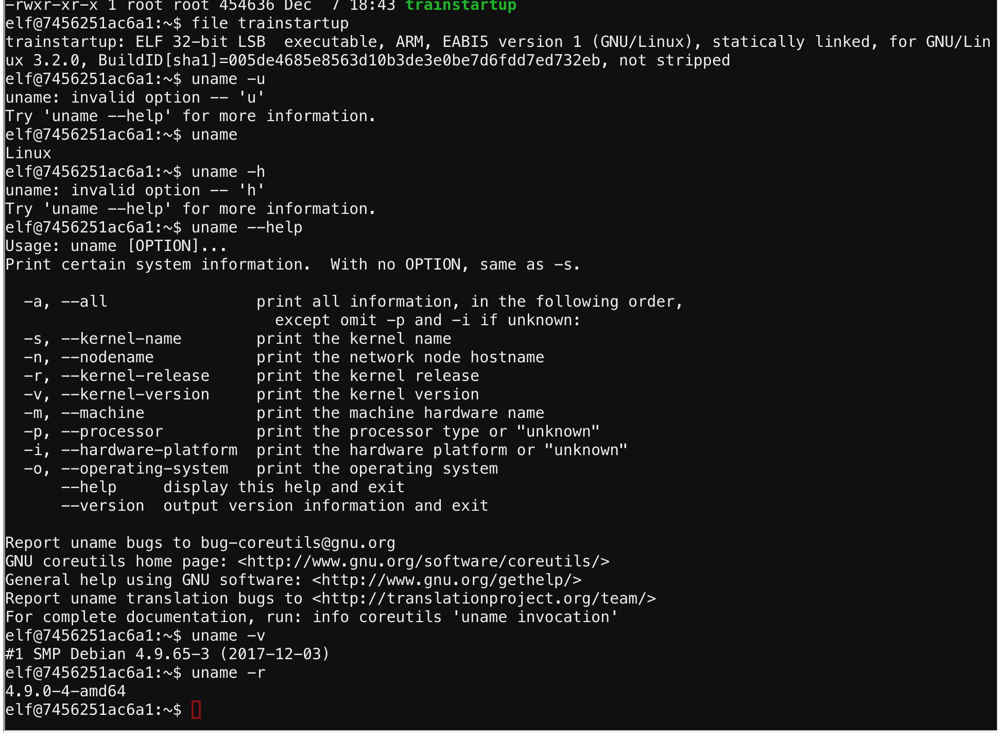 -rwxr-xr-x 1 root root 454636 Dec  7 18:43 trainstartup
elf@7456251ac6a1:~$ file trainstartup
trainstartup: ELF 32-bit LSB  executable, ARM, EABI5 version 1 (GNU/Linux), statically linked, for GNU/Lin
ux 3.2.0, BuildID[sha1]=005de4685e8563d10b3de3e0be7d6fdd7ed732eb, not stripped
elf@7456251ac6a1:~$ uname -u
uname: invalid option -- 'u'
Try 'uname --help' for more information.
elf@7456251ac6a1:~$ uname
Linux
elf@7456251ac6a1:~$ uname -h
uname: invalid option -- 'h'
Try 'uname --help' for more information.
elf@7456251ac6a1:~$ uname --help
Usage: uname [OPTION]...
Print certain system information.  With no OPTION, same as -s.

  -a, --all                print all information, in the following order,
                             except omit -p and -i if unknown:
  -s, --kernel-name        print the kernel name
  -n, --nodename           print the network node hostname
  -r, --kernel-release     print the kernel release
  -v, --kernel-version     print the kernel version
  -m, --machine            print the machine hardware name
  -p, --processor          print the processor type or "unknown"
  -i, --hardware-platform  print the hardware platform or "unknown"
  -o, --operating-system   print the operating system
      --help     display this help and exit
      --version  output version information and exit

Report uname bugs to bug-coreutils@gnu.org
GNU coreutils home page: <http://www.gnu.org/software/coreutils/>
General help using GNU software: <http://www.gnu.org/gethelp/>
Report uname translation bugs to <http://translationproject.org/team/>
For complete documentation, run: info coreutils 'uname invocation'
elf@7456251ac6a1:~$ uname -v
#1 SMP Debian 4.9.65-3 (2017-12-03)
elf@7456251ac6a1:~$ uname -r
4.9.0-4-amd64
elf@7456251ac6a1:~$